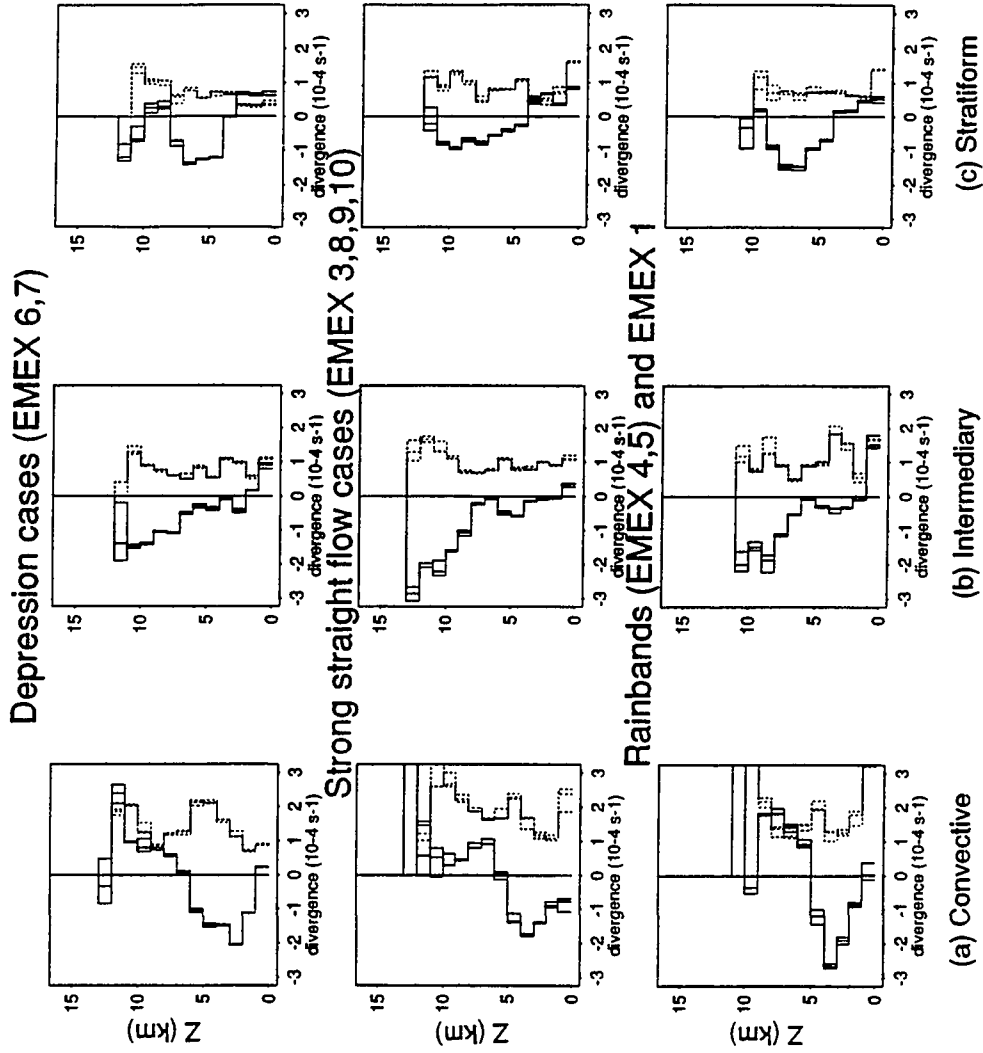 Depression cases (EMEX 6,7)
Z (km)
15
10
5
0
-3 -2 -1 0 1 2 3
divergence (10-4 s-1)
15
10
5
0
-3 -2 -1 0 1 2 3
divergence (10-4 s-1)
15
10
5
0
-3 -2 -1 0 1 2 3
divergence (10-4 s-1)
Strong straight flow cases (EMEX 3,8,9,10)
Z (km)
15
10
5
0
-3 -2 -1 0 1 2 3
divergence (10-4 s-1)
15
10
5
0
-3 -2 -1 0 1 2 3
divergence (10-4 s-1)
15
10
5
0
-3 -2 -1 0 1 2 3
divergence (10-4 s-1)
Rainbands (EMEX 4,5) and EMEX 1
Z (km)
15
10
5
0
-3 -2 -1 0 1 2 3
divergence (10-4 s-1)
15
10
5
0
-3 -2 -1 0 1 2 3
divergence (10-4 s-1)
15
10
5
0
-3 -2 -1 0 1 2 3
divergence (10-4 s-1)
(a) Convective
(b) Intermediary
(c) Stratiform